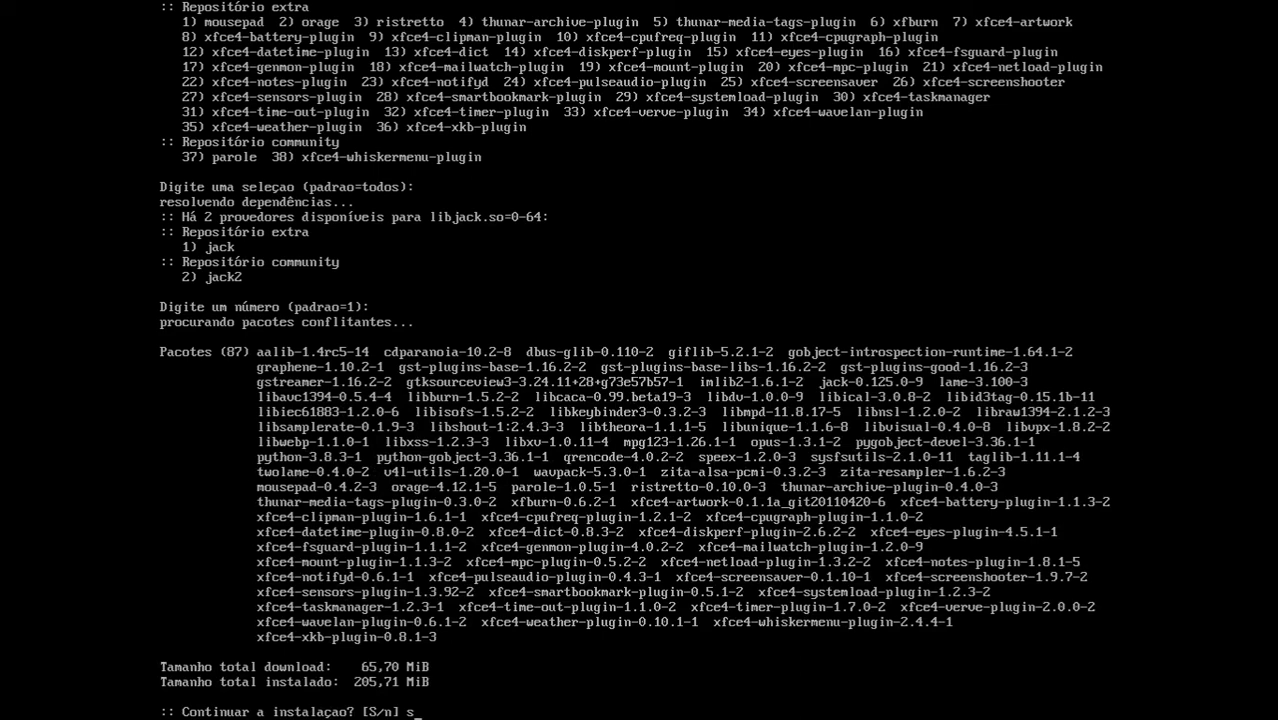 :: Repositório extra
1) mousepad 2) orage 3) ristretto 4) thunar-archive-plugin 5) thunar-media-tags-plugin 6) xfburn 7) xfce4-artwork
8) xfce4-battery-plugin 9) xfce4-clipman-plugin 10) xfce4-cpufreq-plugin 11) xfce4-cpugraph-plugin
12) xfce4-datetime-plugin 13) xfce4-dict 14) xfce4-diskperf-plugin 15) xfce4-eyes-plugin 16) xfce4-fsguard-plugin
17) xfce4-genmon-plugin 18) xfce4-mailwatch-plugin 19) xfce4-mount-plugin 20) xfce4-mpc-plugin 21) xfce4-netload-plugin
22) xfce4-notes-plugin 23) xfce4-notifyd 24) xfce4-pulseaudio-plugin 25) xfce4-screensaver 26) xfce4-screenshooter
27) xfce4-sensors-plugin 28) xfce4-smartbookmark-plugin 29) xfce4-systemload-plugin 30) xfce4-taskmanager
31) xfce4-time-out-plugin 32) xfce4-timer-plugin 33) xfce4-verve-plugin 34) xfce4-wavelan-plugin
35) xfce4-weather-plugin 36) xfce4-xkb-plugin
:: Repositório community
37) parole 38) xfce4-whiskermenu-plugin
Digite uma seleçao (padrao=todos):
resolvendo dependências...
:: Há 2 provedores disponíveis para libjack.so=0-64:
:: Repositório extra
1) jack
:: Repositório community
2) jack2
Digite um número (padrao=1):
procurando pacotes conflitantes...
Pacotes (87) aalib-1.4rc5-14 cdparanoia-10.2-8 dbus-glib-0.110-2 giflib-5.2.1-2 gobject-introspection-runtime-1.64.1-2
graphene-1.10.2-1 gst-plugins-base-1.16.2-2 gst-plugins-base-libs-1.16.2-2 gst-plugins-good-1.16.2-3
gstreamer-1.16.2-2 gtksourceview3-3.24.11+28+g73e57b57-1 imlib2-1.6.1-2 jack-0.125.0-9 lame-3.100-3
libavc1394-0.5.4-4 libburn-1.5.2-2 libcaca-0.99.beta19-3 libdv-1.0.0-9 libical-3.0.8-2 libid3tag-0.15.1b-11
libiec61883-1.2.0-6 libisofs-1.5.2-2 libkeybinder3-0.3.2-3 libmpd-11.8.17-5 libnsl-1.2.0-2 libraw1394-2.1.2-3
libsamplerate-0.1.9-3 libshout-1:2.4.3-3 libtheora-1.1.1-5 libunique-1.1.6-8 libvisual-0.4.0-8 libvpx-1.8.2-2
libwebp-1.1.0-1 libxss-1.2.3-3 libxv-1.0.11-4 mpg123-1.26.1-1 opus-1.3.1-2 pygobject-devel-3.36.1-1
python-3.8.3-1 python-gobject-3.36.1-1 qrencode-4.0.2-2 speex-1.2.0-3 sysfsutils-2.1.0-11 taglib-1.11.1-4
twolame-0.4.0-2 v4l-utils-1.20.0-1 wavpack-5.3.0-1 zita-alsa-pcmi-0.3.2-3 zita-resampler-1.6.2-3
mousepad-0.4.2-3 orage-4.12.1-5 parole-1.0.5-1 ristretto-0.10.0-3 thunar-archive-plugin-0.4.0-3
thunar-media-tags-plugin-0.3.0-2 xfburn-0.6.2-1 xfce4-artwork-0.1.1a_git20110420-6 xfce4-battery-plugin-1.1.3-2
xfce4-clipman-plugin-1.6.1-1 xfce4-cpufreq-plugin-1.2.1-2 xfce4-cpugraph-plugin-1.1.0-2
xfce4-datetime-plugin-0.8.0-2 xfce4-dict-0.8.3-2 xfce4-diskperf-plugin-2.6.2-2 xfce4-eyes-plugin-4.5.1-1
xfce4-fsguard-plugin-1.1.1-2 xfce4-genmon-plugin-4.0.2-2 xfce4-mailwatch-plugin-1.2.0-9
xfce4-mount-plugin-1.1.3-2 xfce4-mpc-plugin-0.5.2-2 xfce4-netload-plugin-1.3.2-2 xfce4-notes-plugin-1.8.1-5
xfce4-notifyd-0.6.1-1 xfce4-pulseaudio-plugin-0.4.3-1 xfce4-screensaver-0.1.10-1 xfce4-screenshooter-1.9.7-2
xfce4-sensors-plugin-1.3.92-2 xfce4-smartbookmark-plugin-0.5.1-2 xfce4-systemload-plugin-1.2.3-2
xfce4-taskmanager-1.2.3-1 xfce4-time-out-plugin-1.1.0-2 xfce4-timer-plugin-1.7.0-2 xfce4-verve-plugin-2.0.0-2
xfce4-wavelan-plugin-0.6.1-2 xfce4-weather-plugin-0.10.1-1 xfce4-whiskermenu-plugin-2.4.4-1
xfce4-xkb-plugin-0.8.1-3
Tamanho total download: 65,70 MiB
Tamanho total instalado: 205,71 MiB
:: Continuar a instalaçao? [S/n] s_